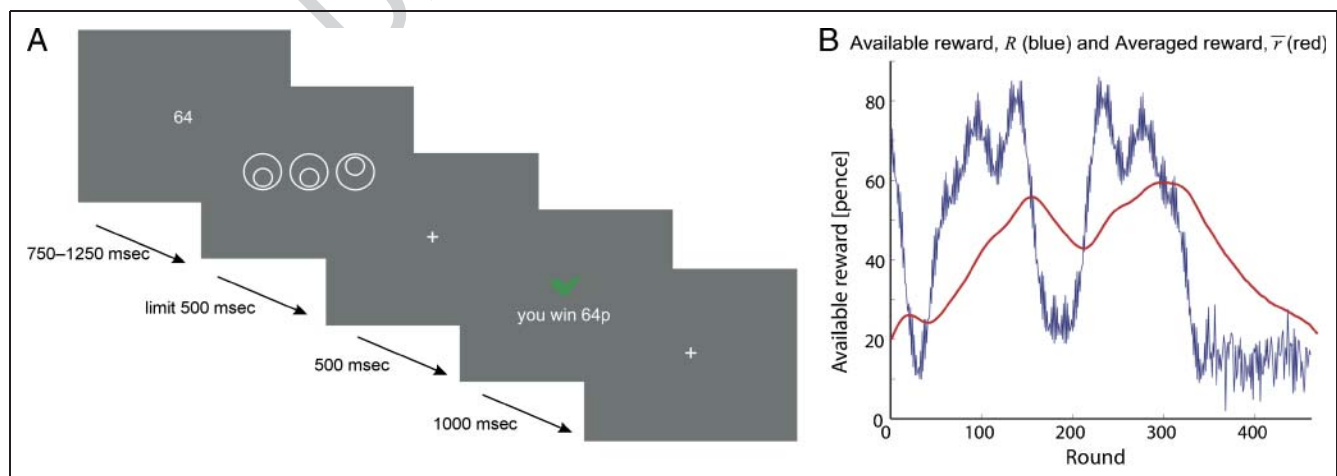 A
64
750–1250 msec
limit 500 msec
+
500 msec
you win 64p
1000 msec
+
B Available reward, R (blue) and Averaged reward, r̅ (red)
Available reward [pence]
80
60
40
20
0
0 100 200 300 400
Round